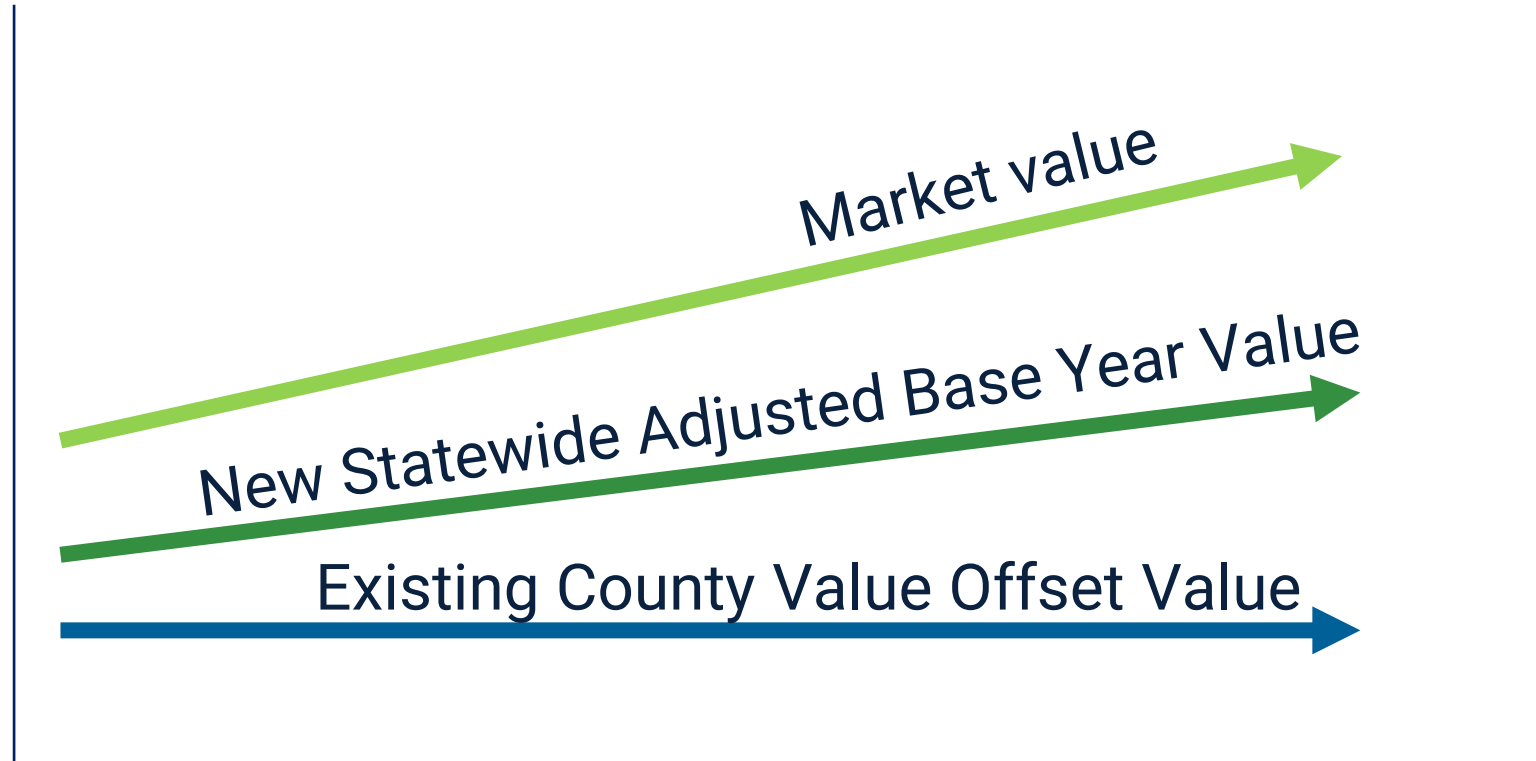 Market value
New Statewide Adjusted Base Year Value
Existing County Value Offset Value